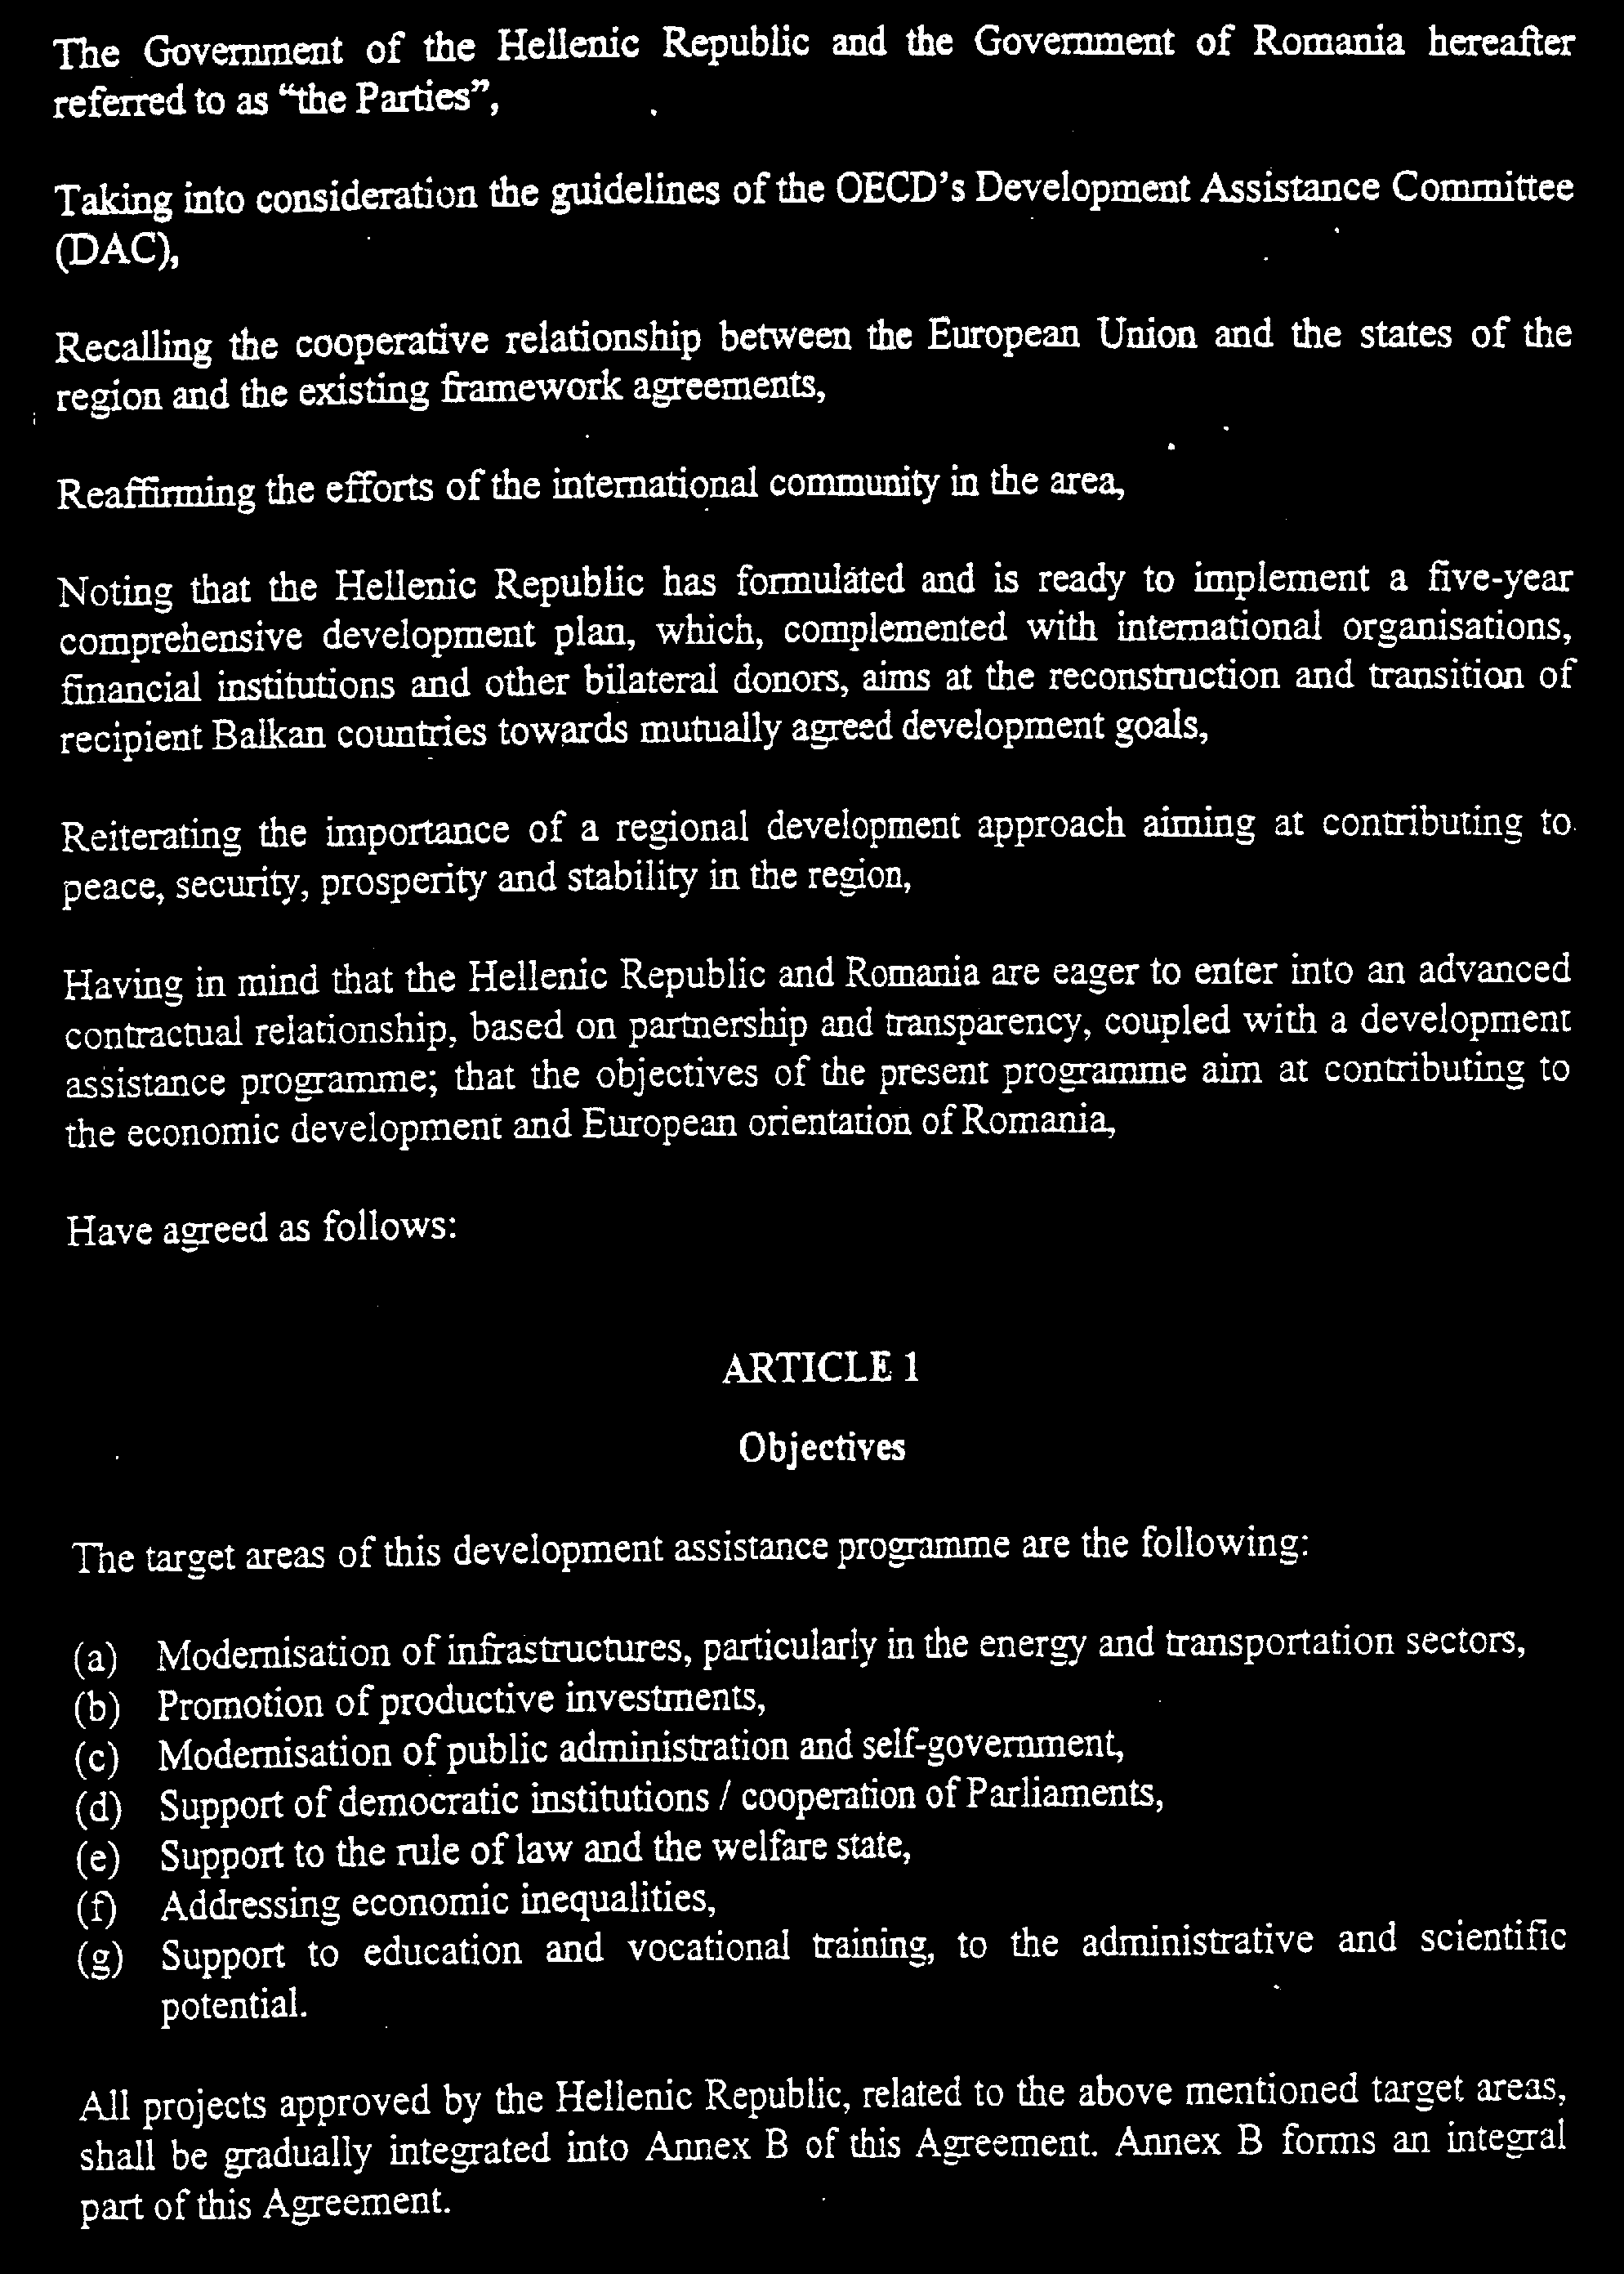 The Government of the Hellenic Republic and the Government of Romania hereafter
referred to as “the Parties”,
Taking into consideration the guidelines of the OECD’s Development Assistance Committee
(DAC),
Recalling the cooperative relationship between the European Union and the states of the
region and the existing framework agreements,
Reaffirming the efforts of the international community in the area,
Noting that the Hellenic Republic has formulated and is ready to implement a five-year
comprehensive development plan, which, complemented with international organisations,
financial institutions and other bilateral donors, aims at the reconstruction and transition of
recipient Balkan countries towards mutually agreed development goals,
Reiterating the importance of a regional development approach aiming at contributing to
peace, security, prosperity and stability in the region,
Having in mind that the Hellenic Republic and Romania are eager to enter into an advanced
contractual relationship, based on partnership and transparency, coupled with a development
assistance programme; that the objectives of the present programme aim at contributing to
the economic development and European orientation of Romania,
Have agreed as follows:
ARTICLE 1
Objectives
The target areas of this development assistance programme are the following:
(a) Modernisation of infrastructures, particularly in the energy and transportation sectors,
(b) Promotion of productive investments,
(c) Modernisation of public administration and self-government,
(d) Support of democratic institutions / cooperation of Parliaments,
(e) Support to the rule of law and the welfare state,
(f) Addressing economic inequalities,
(g) Support to education and vocational training, to the administrative and scientific
potential.
All projects approved by the Hellenic Republic, related to the above mentioned target areas,
shall be gradually integrated into Annex B of this Agreement. Annex B forms an integral
part of this Agreement.